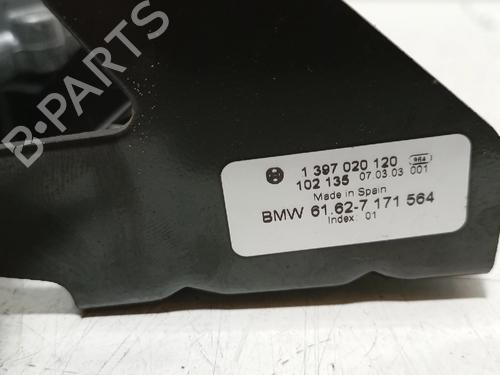 B-PARTS
1 397 020 120
102 135 07.03.03 001
Made in Spain
BMW 61.62-7 171 564
Index: 01